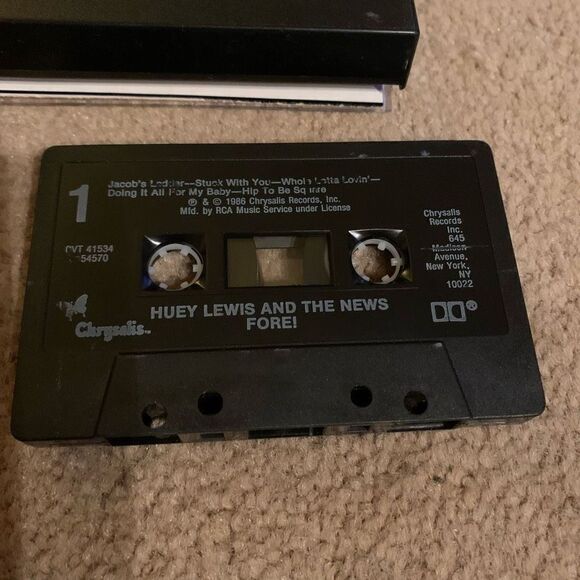 1
Jacob's Ladder—Stuck With You—Whole Lotta Lovin'—
Doing It All For My Baby—Hip To Be Square
℗ & © 1986 Chrysalis Records, Inc.
Mfd. by RCA Music Service under License
Chrysalis
Records
Inc.
645
Madison
Avenue,
New York,
NY
10022
41534
54570
HUEY LEWIS AND THE NEWS
FORE!
Chrysalis™
®